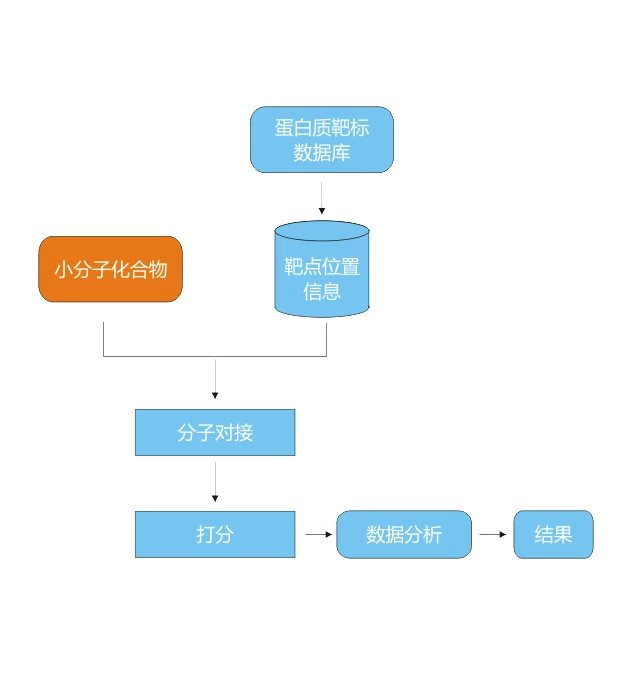 蛋白质靶标
数据库
小分子化合物
靶点位置
信息
分子对接
打分
数据分析
结果